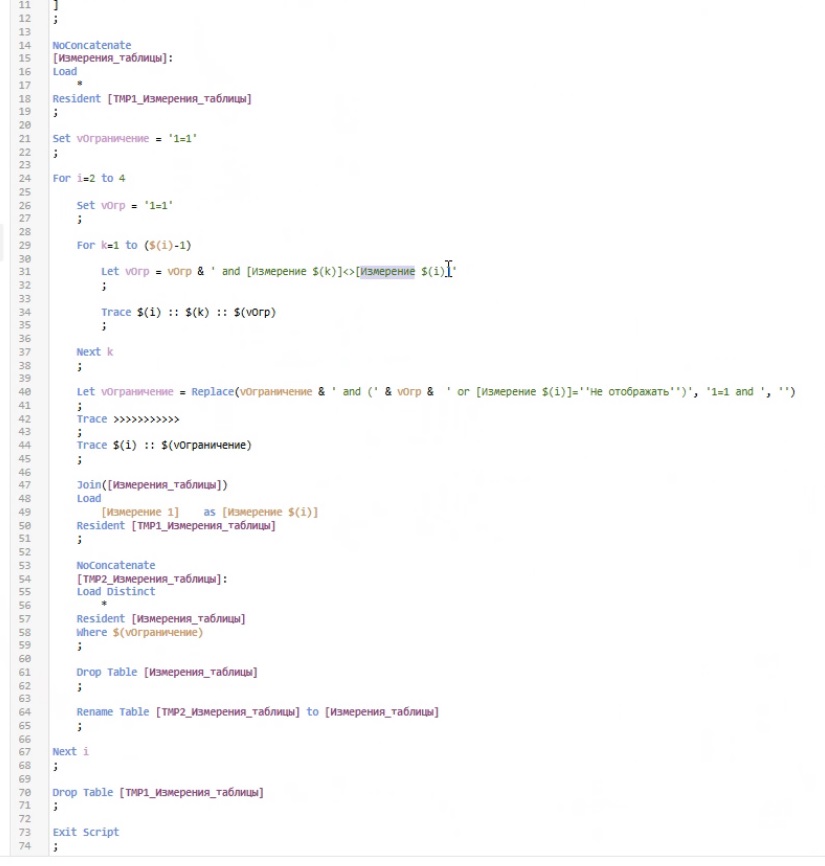 11 ]
12 ;
13
14 NoConcatenate
15 [Измерения_таблицы]:
16 Load
17     *
18 Resident [TMP1_Измерения_таблицы]
19 ;
20
21 Set vОграничение = '1=1'
22 ;
23
24 For i=2 to 4
25
26     Set vОгр = '1=1'
27     ;
28
29     For k=1 to ($(i)-1)
30
31         Let vОгр = vОгр & ' and [Измерение $(k)]<>[Измерение $(i)]'
32         ;
33
34         Trace $(i) :: $(k) :: $(vОгр)
35         ;
36
37     Next k
38     ;
39
40     Let vОграничение = Replace(vОграничение & ' and (' & vОгр &  ' or [Измерение $(i)]=''Не отображать'')', '1=1 and ', '')
41     ;
42     Trace >>>>>>>>>>>
43     ;
44     Trace $(i) :: $(vОграничение)
45     ;
46
47     Join([Измерения_таблицы])
48     Load
49         [Измерение 1]    as [Измерение $(i)]
50     Resident [TMP1_Измерения_таблицы]
51     ;
52
53     NoConcatenate
54     [TMP2_Измерения_таблицы]:
55     Load Distinct
56         *
57     Resident [Измерения_таблицы]
58     Where $(vОграничение)
59     ;
60
61     Drop Table [Измерения_таблицы]
62     ;
63
64     Rename Table [TMP2_Измерения_таблицы] to [Измерения_таблицы]
65     ;
66
67 Next i
68 ;
69
70 Drop Table [TMP1_Измерения_таблицы]
71 ;
72
73 Exit Script
74 ;